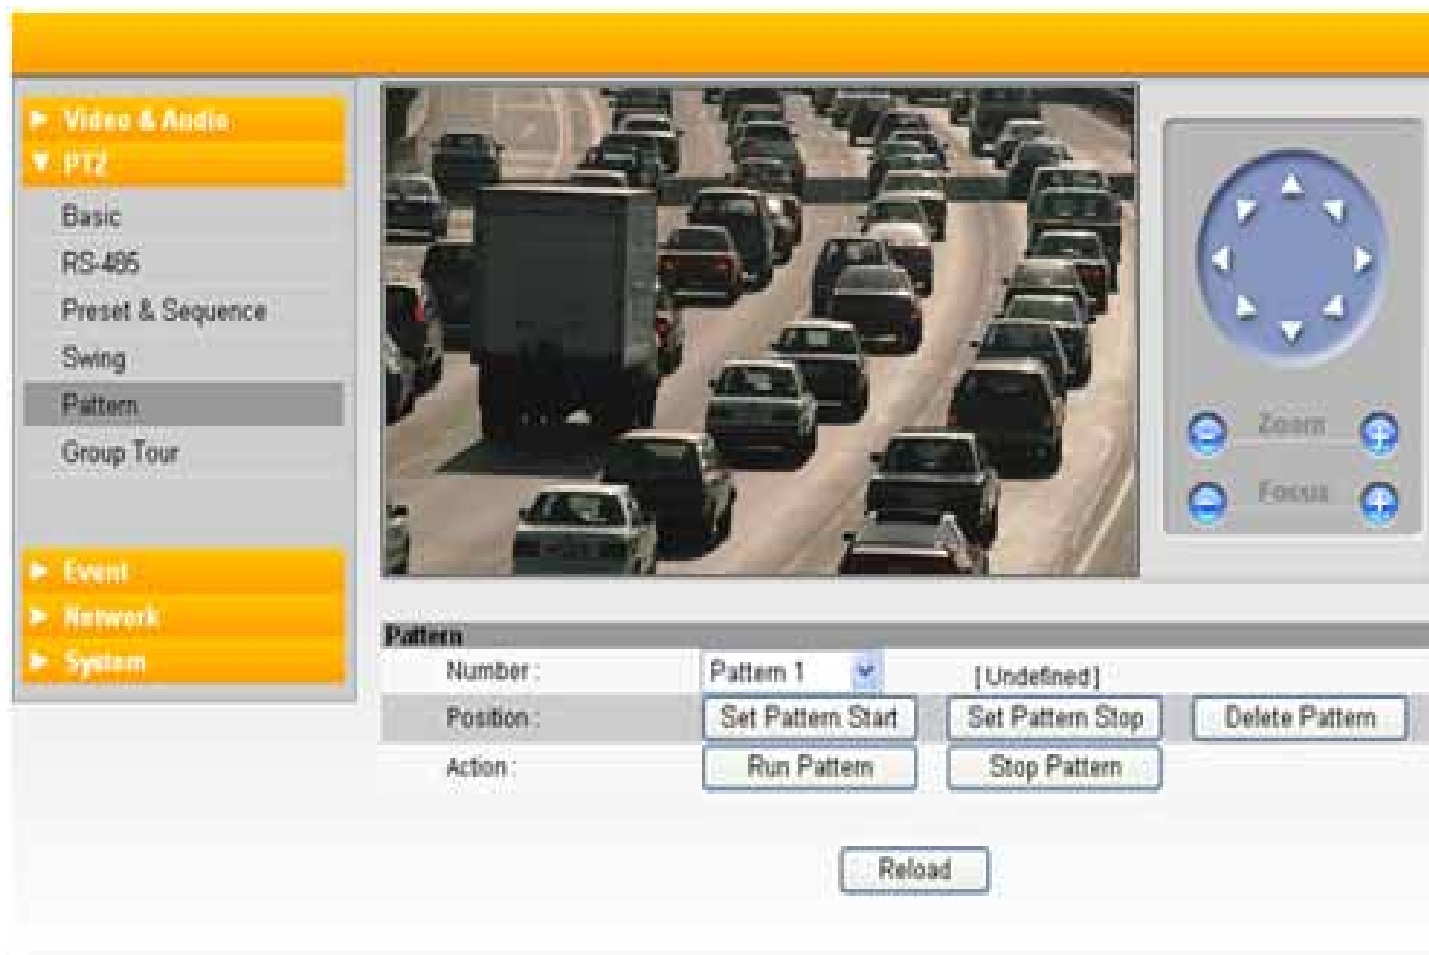 Video & Audio
PTZ
Basic
RS-485
Preset & Sequence
Swing
Pattern
Group Tour
Event
Network
System
Zoom
Focus
Pattern
Number : Pattern 1 [Undefined]
Position : Set Pattern Start Set Pattern Stop Delete Pattern
Action : Run Pattern Stop Pattern
Reload